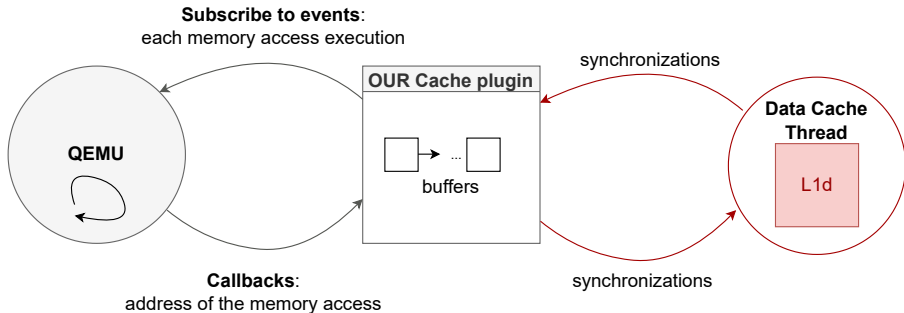 Subscribe to events:
each memory access execution
QEMU
OUR Cache plugin
...
buffers
Callbacks:
address of the memory access
synchronizations
Data Cache
Thread
L1d
synchronizations